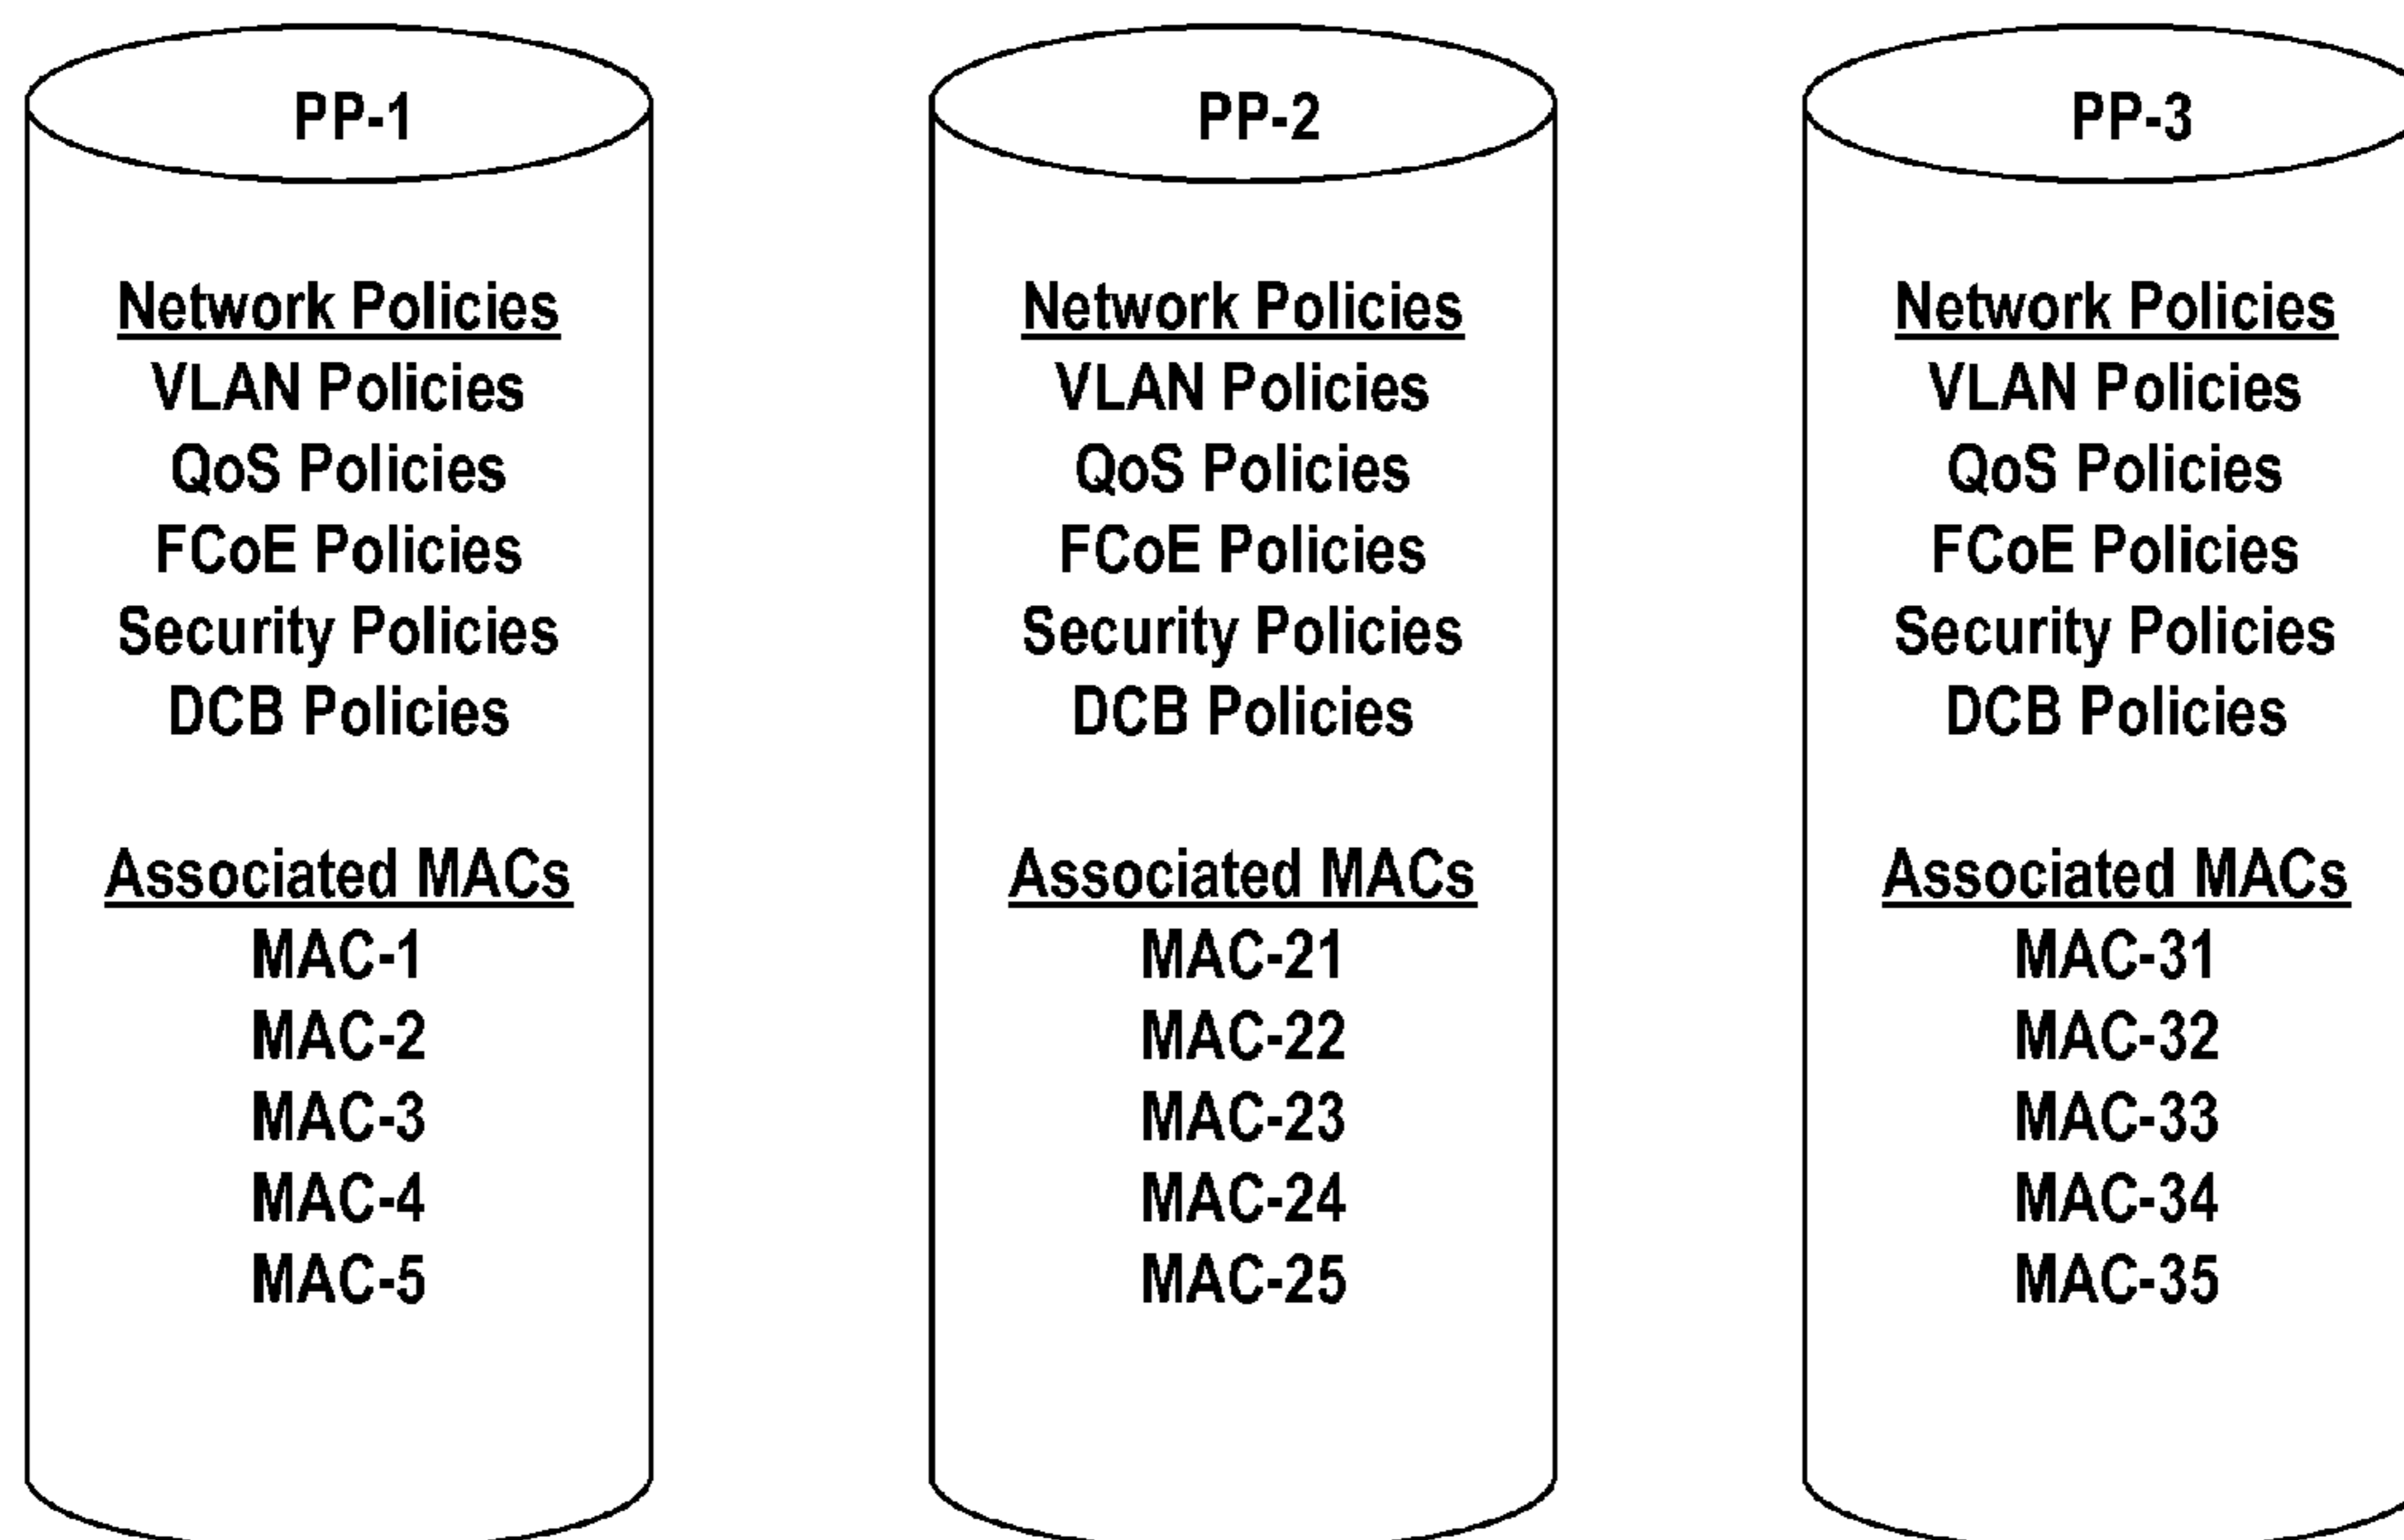 PP-1
Network Policies
VLAN Policies
QoS Policies
FCoE Policies
Security Policies
DCB Policies
Associated MACs
MAC-1
MAC-2
MAC-3
MAC-4
MAC-5
PP-2
Network Policies
VLAN Policies
QoS Policies
FCoE Policies
Security Policies
DCB Policies
Associated MACs
MAC-21
MAC-22
MAC-23
MAC-24
MAC-25
PP-3
Network Policies
VLAN Policies
QoS Policies
FCoE Policies
Security Policies
DCB Policies
Associated MACs
MAC-31
MAC-32
MAC-33
MAC-34
MAC-35